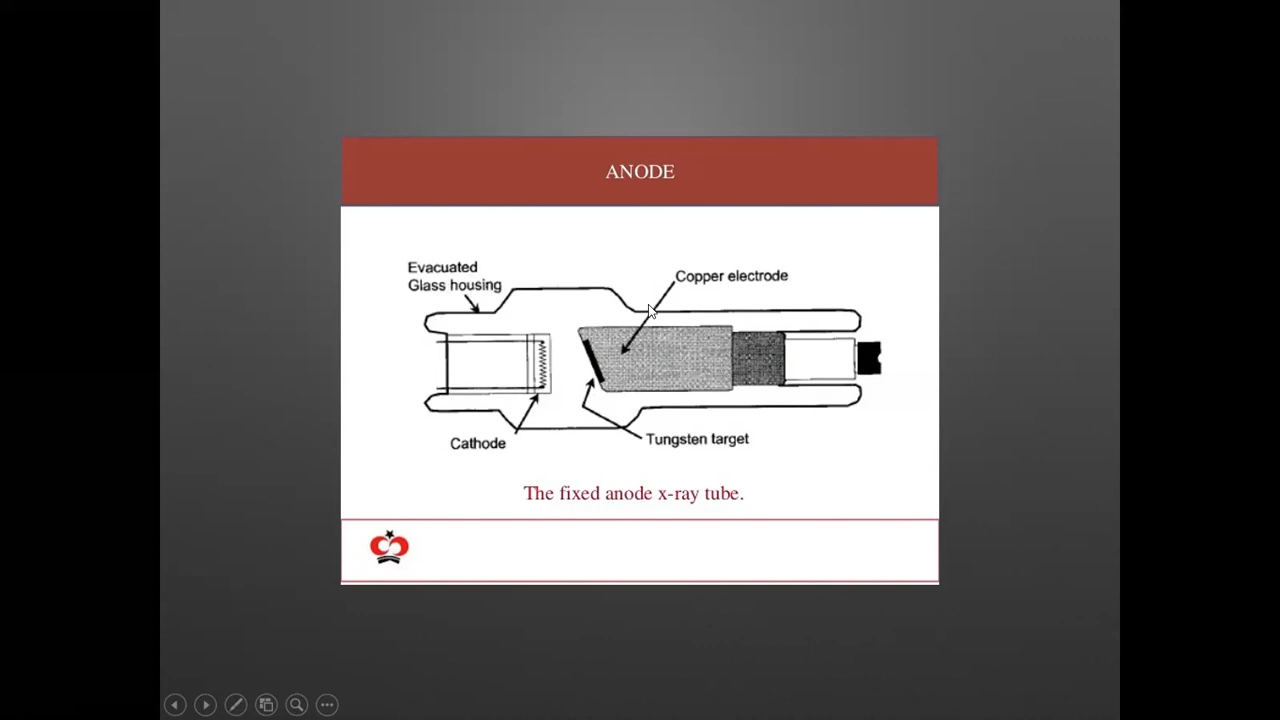 ANODE
Evacuated
Glass housing
Copper electrode
Cathode
Tungsten target
The fixed anode x-ray tube.